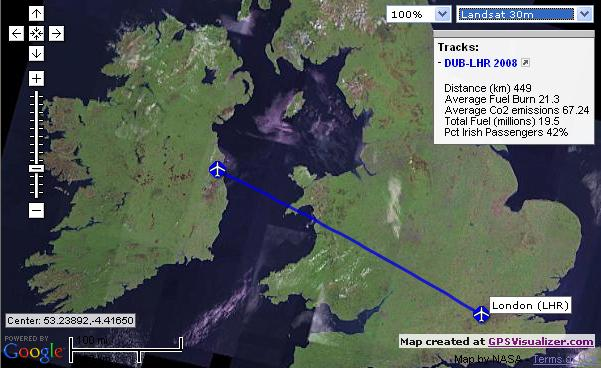 100%
Landsat 30m
Tracks:
- DUB-LHR 2008
Distance (km) 449
Average Fuel Burn 21.3
Average Co2 emissions 67.24
Total Fuel (millions) 19.5
Pct Irish Passengers 42%
London (LHR)
Center: 53.23892,-4.41650
POWERED BY
Google
100 mi
Map created at GPSVisualizer.com
Map by NASA - Terms of